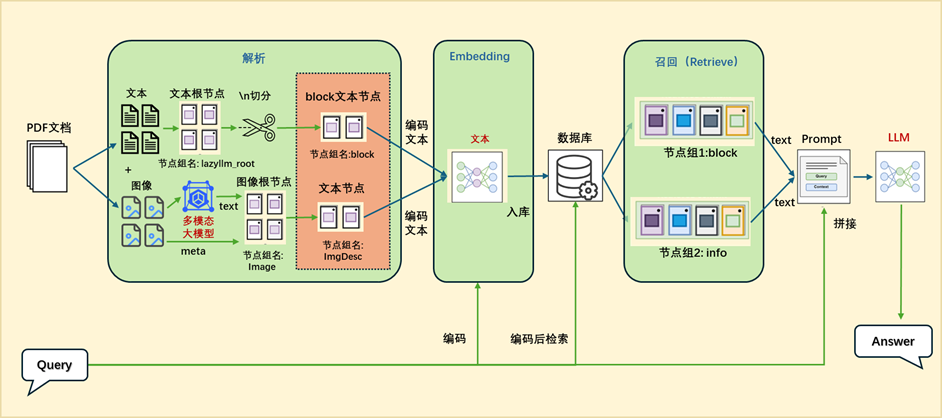 解析
Embedding
召回（Retrieve）
文本
文本根节点
\n切分
block文本节点
编码
文本
文本
数据库
text
Prompt
LLM
PDF文档
节点组名: lazyllm_root
节点组名:block
节点组1:block
+
图像
图像根节点
文本节点
text
多模态
大模型
meta
节点组名:
Image
节点组名:
ImgDesc
编码
文本
入库
节点组2: info
text
Query
Context
拼接
编码
编码后检索
Query
Answer